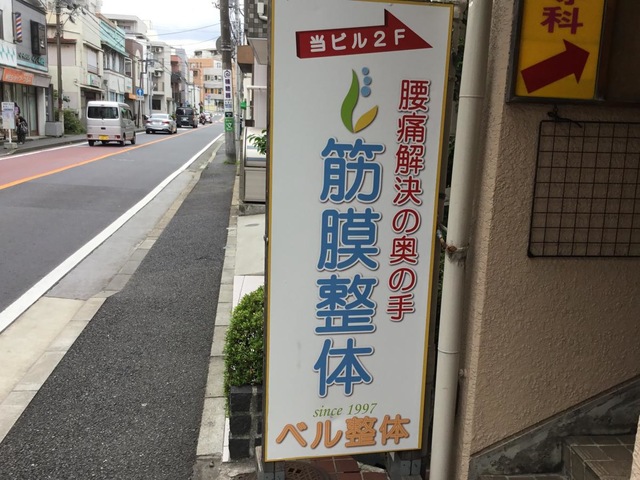 当ビル2F
腰痛解決の奥の手
筋膜整体
since 1997
ベル整体
科